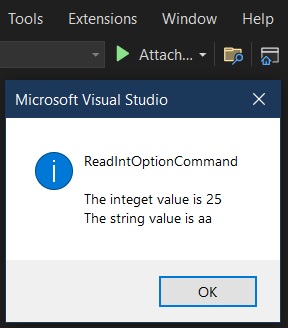 Tools Extensions Window Help
Attach...
Microsoft Visual Studio
ReadIntOptionCommand
The integet value is 25
The string value is aa
OK